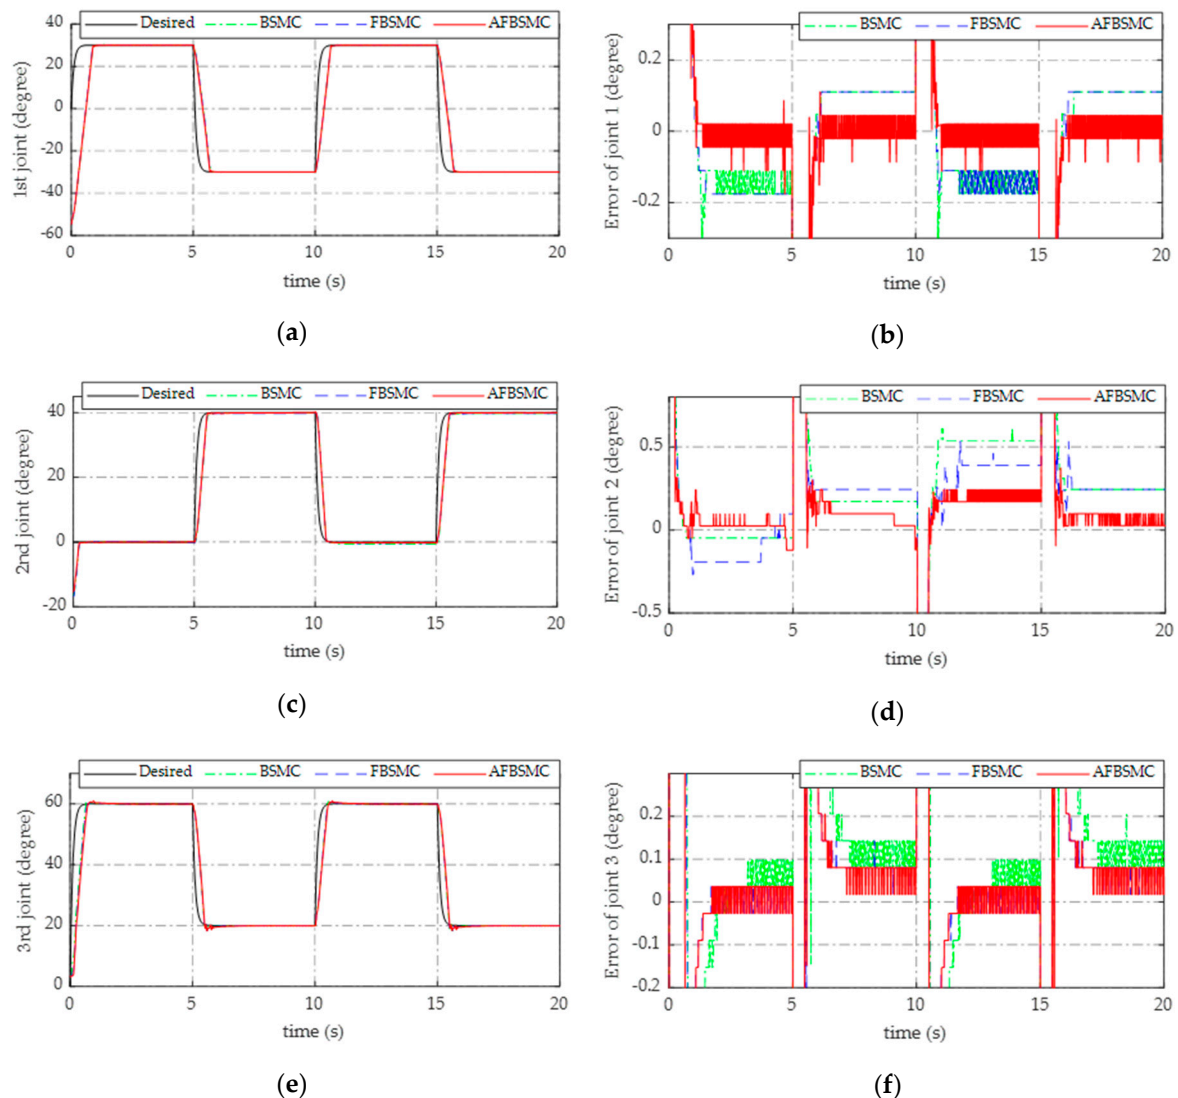 Desired BSMC FBSMC AFBSMC
40
20
0
-20
-40
-60
1st joint (degree)
0 5 10 15 20
time (s)
(a)
BSMC FBSMC AFBSMC
0.2
0
-0.2
Error of joint 1 (degree)
0 5 10 15 20
time (s)
(b)
Desired BSMC FBSMC AFBSMC
40
20
0
-20
2nd joint (degree)
0 5 10 15 20
time (s)
(c)
BSMC FBSMC AFBSMC
0.5
0
-0.5
Error of joint 2 (degree)
0 5 10 15 20
time (s)
(d)
Desired BSMC FBSMC AFBSMC
60
40
20
0
3rd joint (degree)
0 5 10 15 20
time (s)
(e)
BSMC FBSMC AFBSMC
0.2
0.1
0
-0.1
-0.2
Error of joint 3 (degree)
0 5 10 15 20
time (s)
(f)